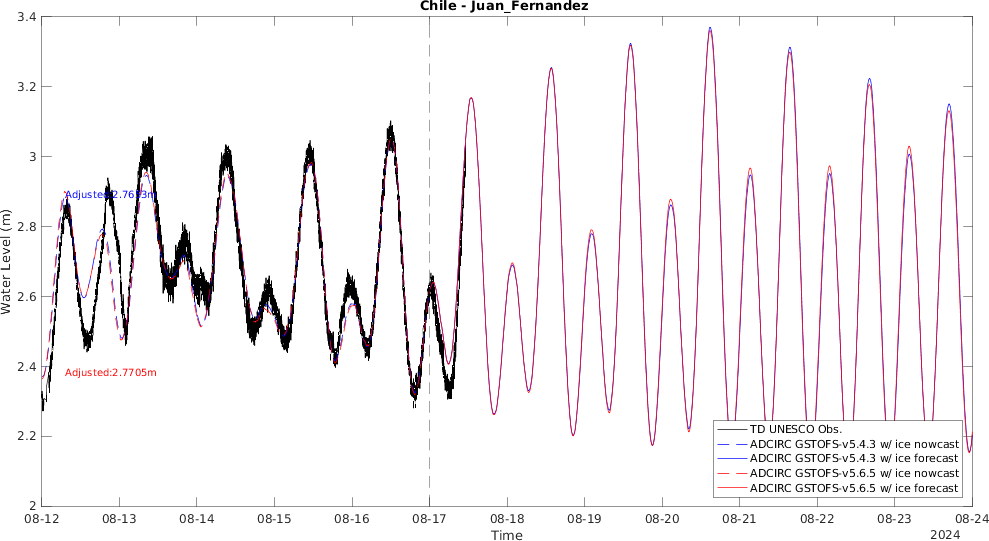 Chile - Juan_Fernandez
3.4
3.2
3
2.8
2.6
2.4
2.2
2
Water Level (m)
Adjusted:2.7653m
Adjusted:2.7705m
TD UNESCO Obs.
ADCIRC GSTOFS-v5.4.3 w/ ice nowcast
ADCIRC GSTOFS-v5.4.3 w/ ice forecast
ADCIRC GSTOFS-v5.6.5 w/ ice nowcast
ADCIRC GSTOFS-v5.6.5 w/ ice forecast
08-12 08-13 08-14 08-15 08-16 08-17 08-18 08-19 08-20 08-21 08-22 08-23 08-24
Time
2024